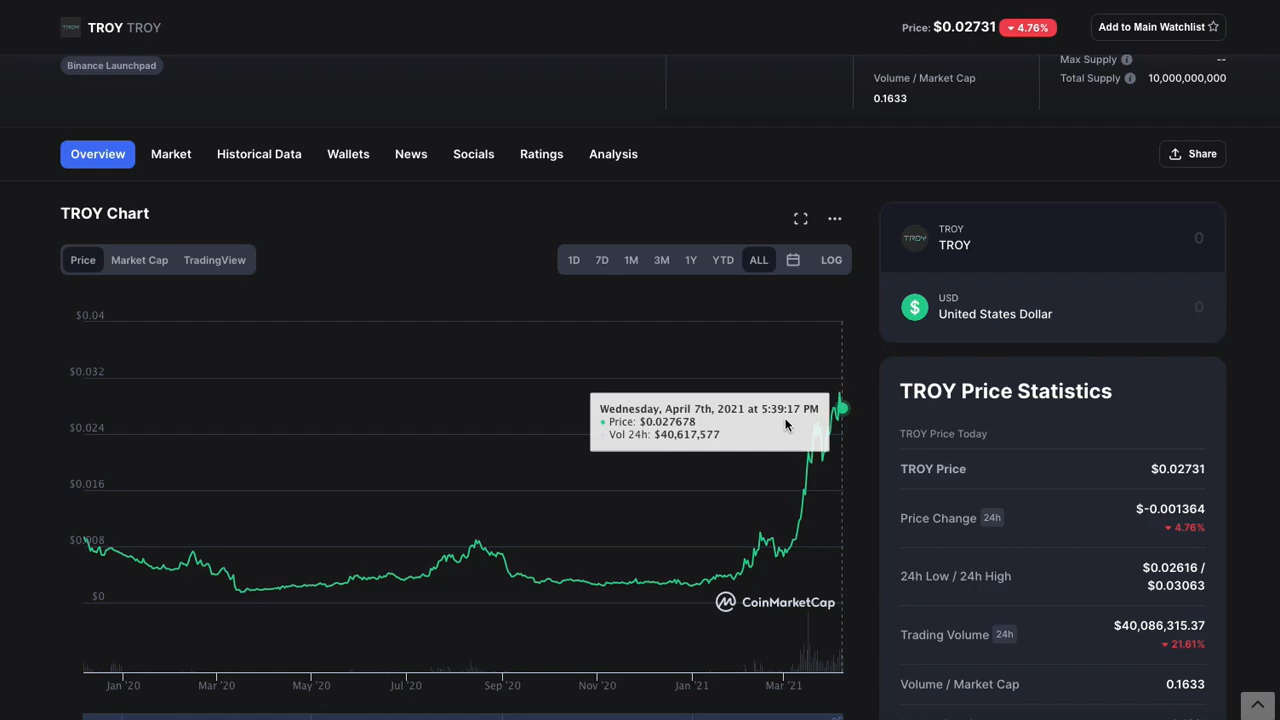 TROY TROY
Price: $0.02731 4.76%
Add to Main Watchlist
Binance Launchpad
Volume / Market Cap
0.1633
Max Supply --
Total Supply 10,000,000,000
Overview Market Historical Data Wallets News Socials Ratings Analysis
Share
TROY Chart
Price Market Cap TradingView
1D 7D 1M 3M 1Y YTD ALL LOG
$0.04
$0.032
$0.024
$0.016
$0.008
$0
Wednesday, April 7th, 2021 at 5:39:17 PM
Price: $0.027678
Vol 24h: $40,617,577
CoinMarketCap
Jan '20 Mar '20 May '20 Jul '20 Sep '20 Nov '20 Jan '21 Mar '21
TROY
TROY
TROY
0
USD
United States Dollar
0
TROY Price Statistics
TROY Price Today
TROY Price $0.02731
Price Change 24h $-0.001364
4.76%
24h Low / 24h High $0.02616 /
$0.03063
Trading Volume 24h $40,086,315.37
21.61%
Volume / Market Cap 0.1633